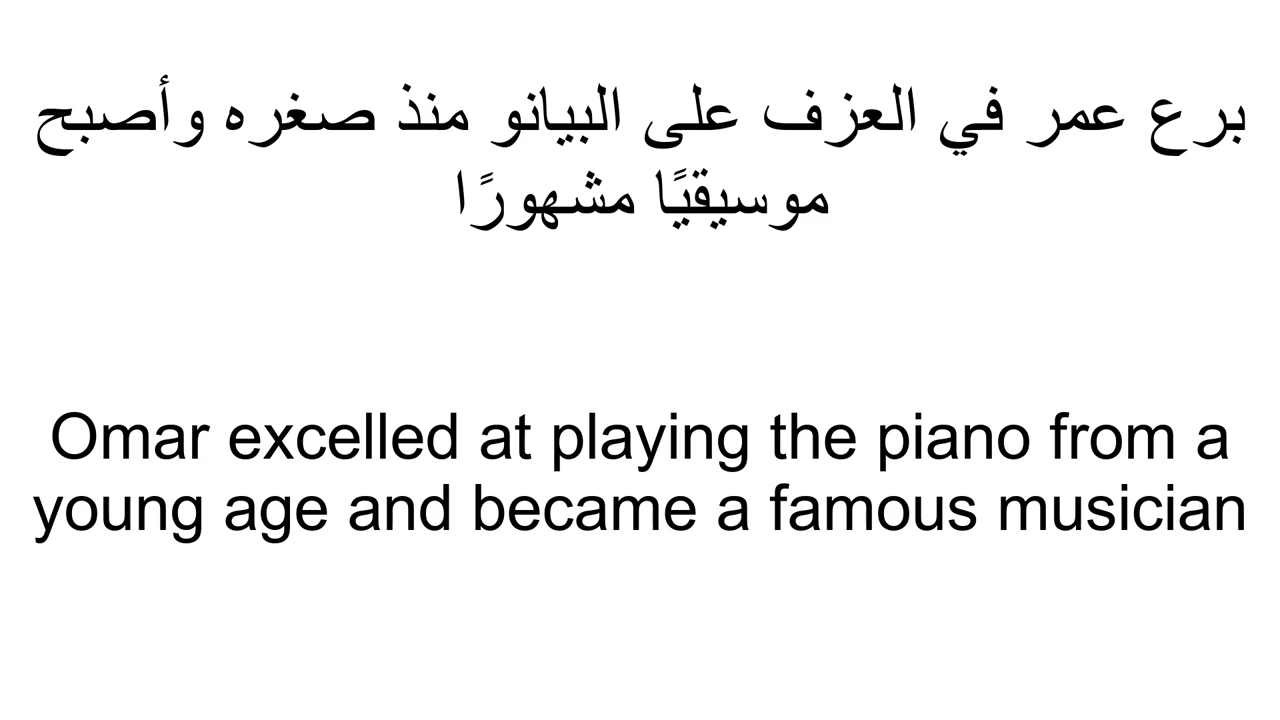 برع عمر في العزف على البيانو منذ صغره وأصبح
موسيقيًا مشهورًا
Omar excelled at playing the piano from a
young age and became a famous musician